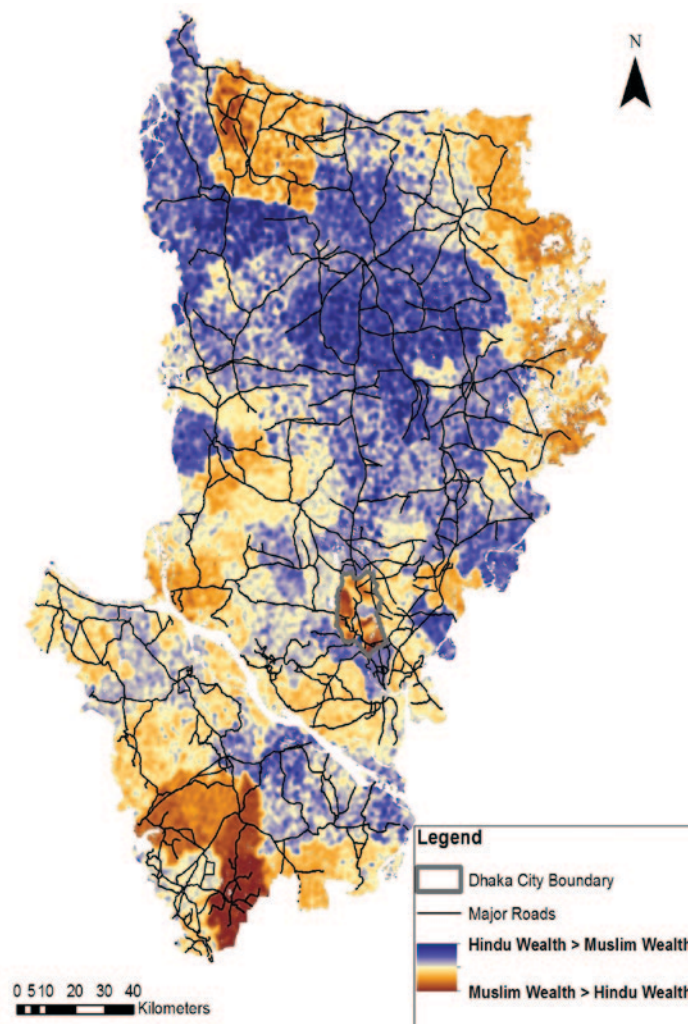 N
Legend
Dhaka City Boundary
Major Roads
Hindu Wealth > Muslim Wealth
Muslim Wealth > Hindu Wealth
0 5 10 20 30 40
Kilometers